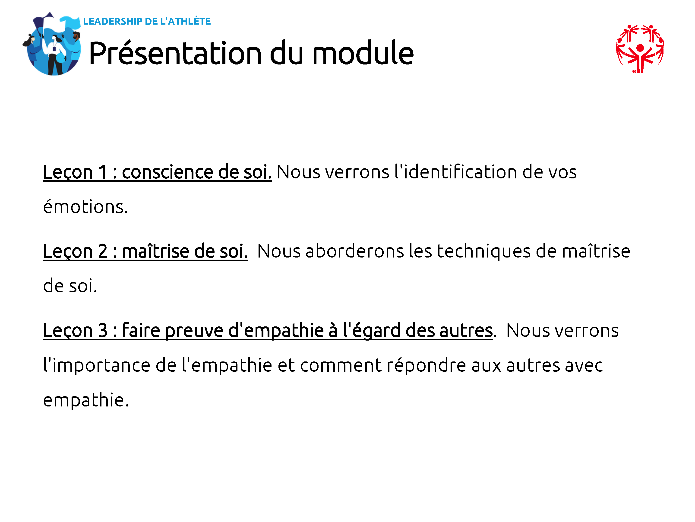 LEADERSHIP DE L'ATHLÈTE
Présentation du module
Leçon 1 : conscience de soi. Nous verrons l'identification de vos
émotions.
Leçon 2 : maîtrise de soi.  Nous aborderons les techniques de maîtrise
de soi.
Leçon 3 : faire preuve d'empathie à l'égard des autres.  Nous verrons
l'importance de l'empathie et comment répondre aux autres avec
empathie.